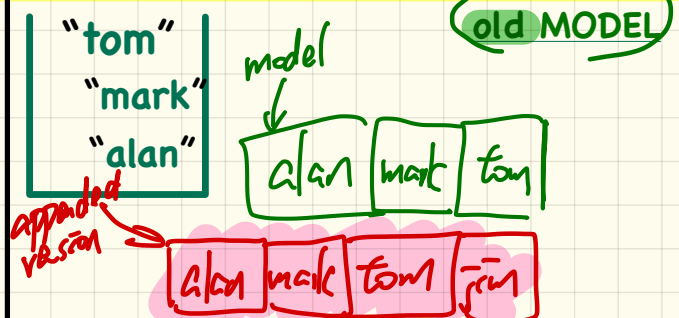 old MODEL
"tom"
"mark"
"alan"
model
alan mark tom
appended
version
alan mark tom jim